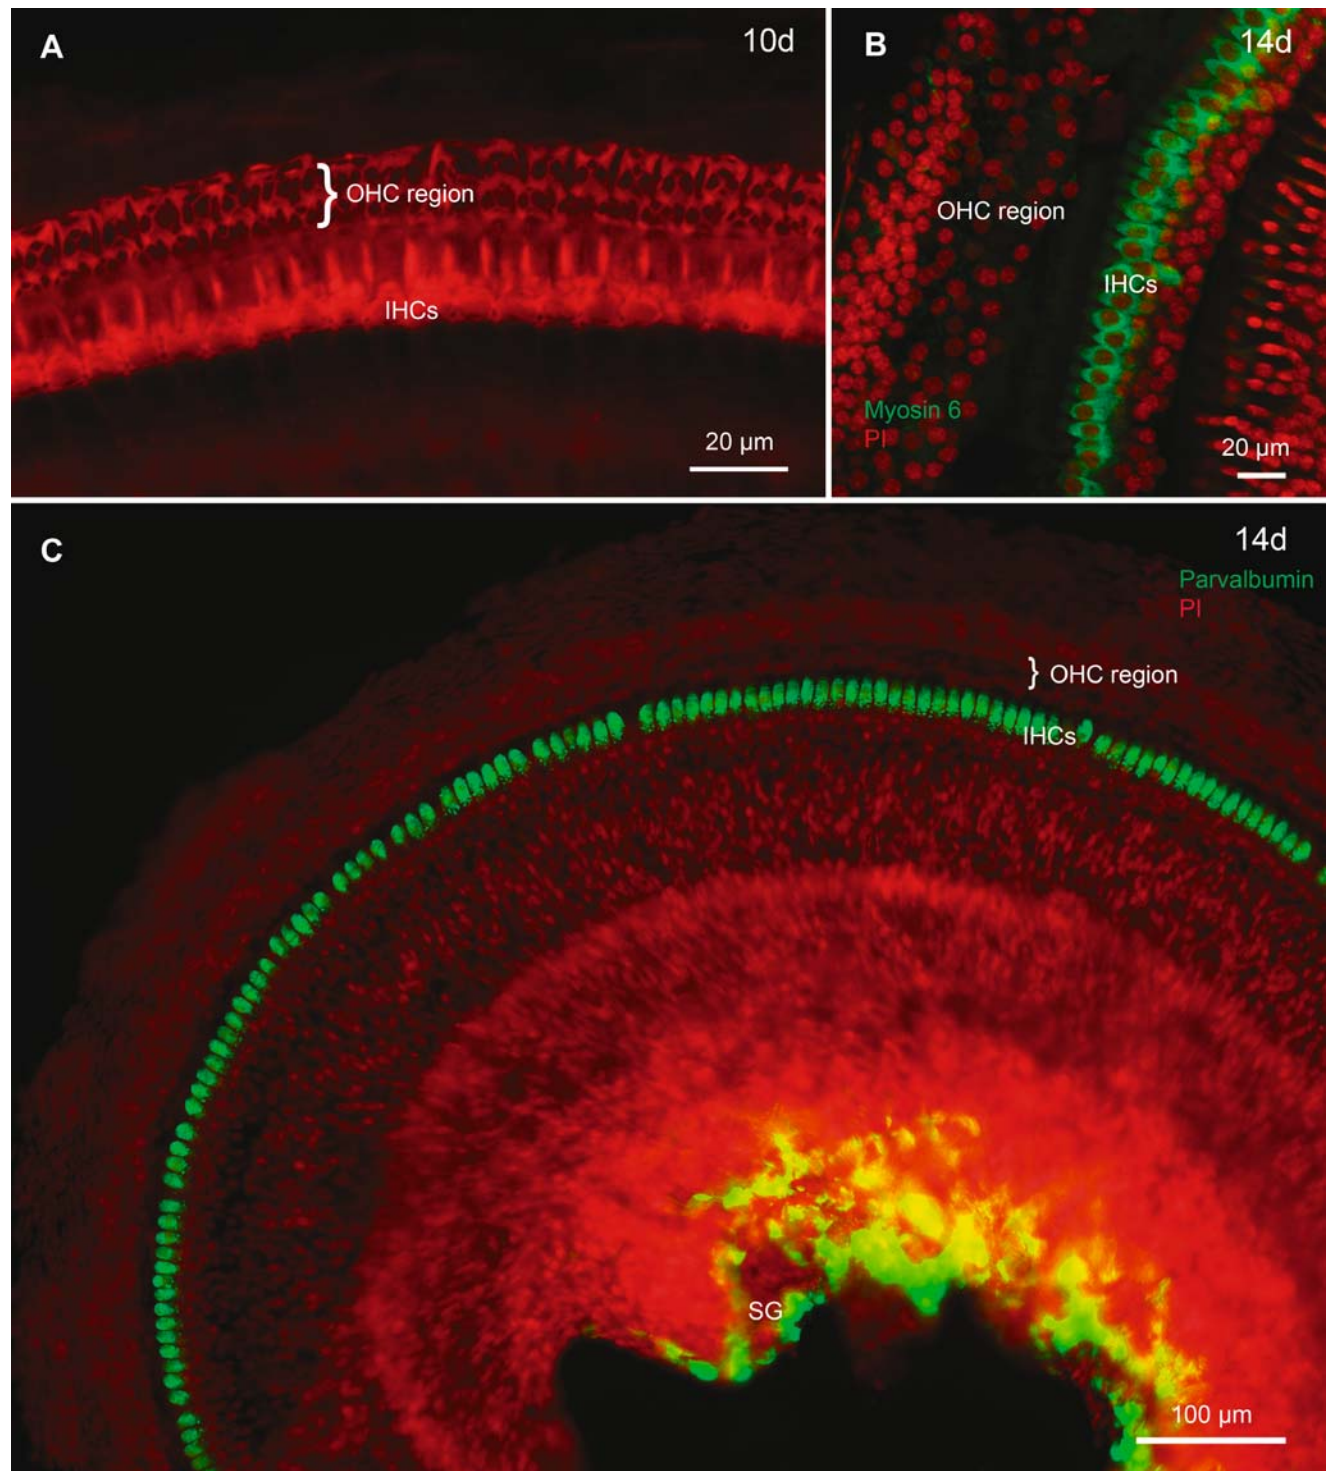 A
10d
OHC region
IHCs
20 µm
B
14d
OHC region
IHCs
Myosin 6
PI
20 µm
C
14d
Parvalbumin
PI
OHC region
IHCs
SG
100 µm